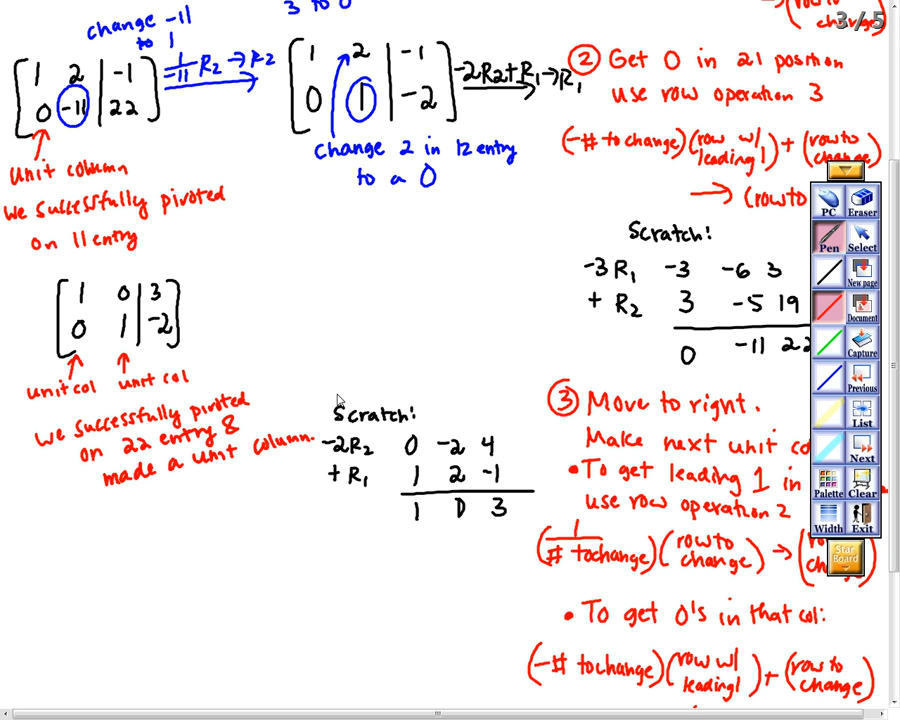 3 to 0
change -11
to 1
1 2 | -1
0 -11 | 22
1/-11 R2 → R2
1 2 | -1
0 1 | -2
-2R2 + R1 → R1
change 2 in 12 entry
to a 0
unit column
We successfully pivoted
on 11 entry
1 0 | 3
0 1 | -2
unit col unit col
we successfully pivoted
on 22 entry &
made a unit column.
Scratch!
-2R2 0 -2 4
+ R1 1 2 -1
1 0 3
change)
3 / 5
② Get 0 in 21 position
use row operation 3
(-# to change)(row w/ leading 1) + (row to change)
→ (row to
Scratch!
-3R1 -3 -6 3
+ R2 3 -5 19
0 -11 22
③ Move to right.
Make next unit co
• To get leading 1 in
use row operation 2
(1/# to change)(row to change) → (
• To get 0's in that col:
(-# to change)(row w/ leading 1) + (row to change)
PC Eraser
Pen Select
New page
Document
Capture
Previous
List
Next
Palette Clear
Width Exit
Star Board